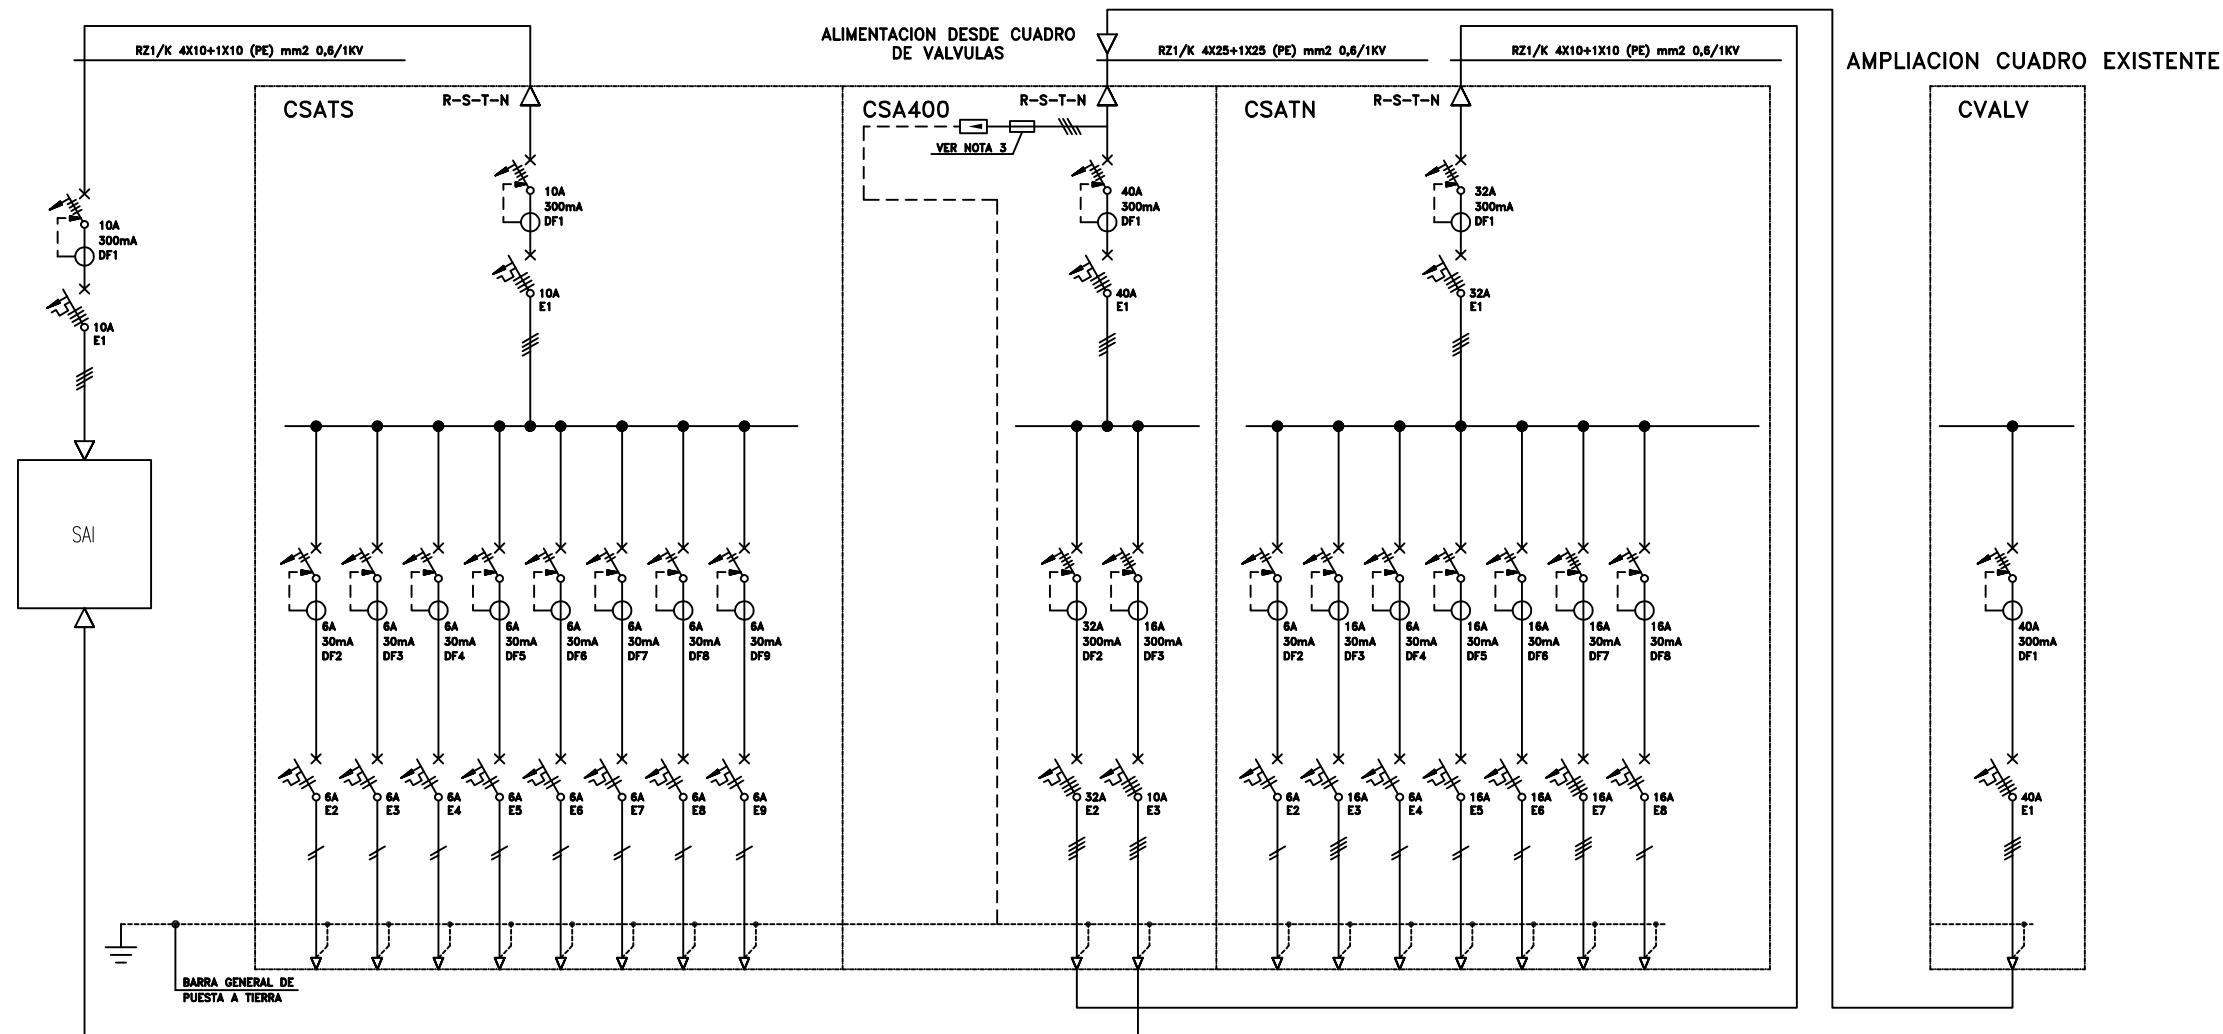 ALIMENTACION DESDE CUADRO
DE VALVULAS
RZ1/K 4X10+1X10 (PE) mm2 0,6/1KV
RZ1/K 4X25+1X25 (PE) mm2 0,6/1KV
RZ1/K 4X10+1X10 (PE) mm2 0,6/1KV
AMPLIACION CUADRO EXISTENTE
CSATS
R-S-T-N
CSA400
R-S-T-N
CSATN
R-S-T-N
CVALV
VER NOTA 3
10A
300mA
DF1
10A
E1
10A
300mA
DF1
10A
E1
40A
300mA
DF1
40A
E1
32A
300mA
DF1
32A
E1
SAI
6A
30mA
DF2
6A
30mA
DF3
6A
30mA
DF4
6A
30mA
DF5
6A
30mA
DF6
6A
30mA
DF7
6A
30mA
DF8
6A
30mA
DF9
32A
300mA
DF2
16A
300mA
DF3
6A
30mA
DF2
16A
30mA
DF3
6A
30mA
DF4
16A
30mA
DF5
16A
30mA
DF6
16A
30mA
DF7
16A
30mA
DF8
40A
300mA
DF1
6A
E2
6A
E3
6A
E4
6A
E5
6A
E6
6A
E7
6A
E8
6A
E9
32A
E2
10A
E3
6A
E2
16A
E3
6A
E4
16A
E5
16A
E6
16A
E7
16A
E8
40A
E1
BARRA GENERAL DE
PUESTA A TIERRA